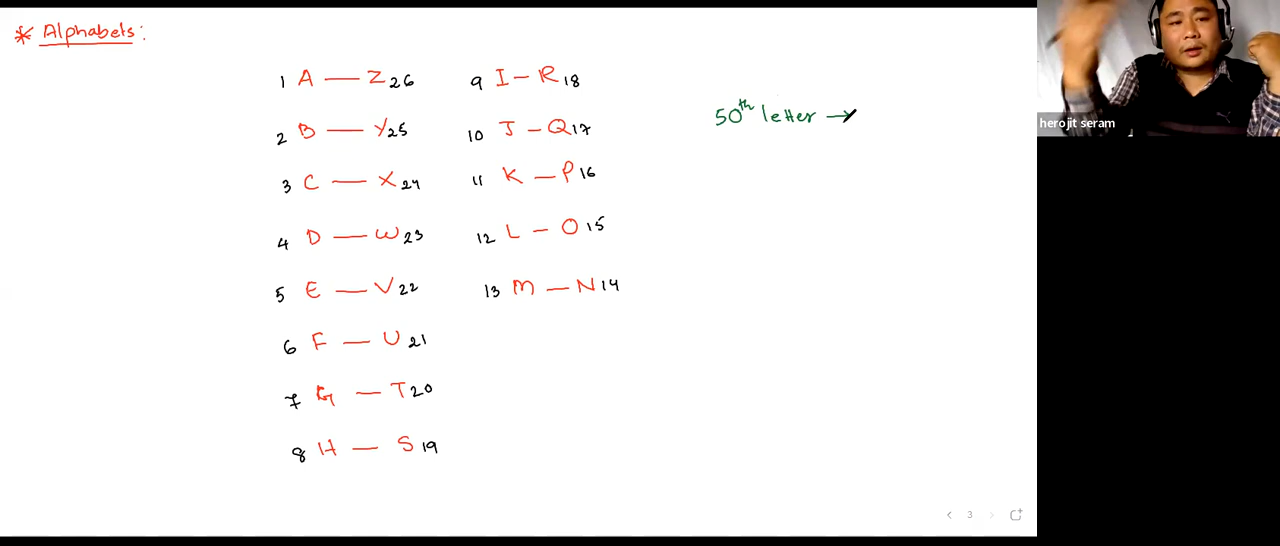 * Alphabets:
1 A — Z 26
2 B — Y 25
3 C — X 24
4 D — W 23
5 E — V 22
6 F — U 21
7 G — T 20
8 H — S 19
9 I — R 18
10 J — Q 17
11 K — P 16
12 L — O 15
13 M — N 14
50th letter →
herojit seram
3